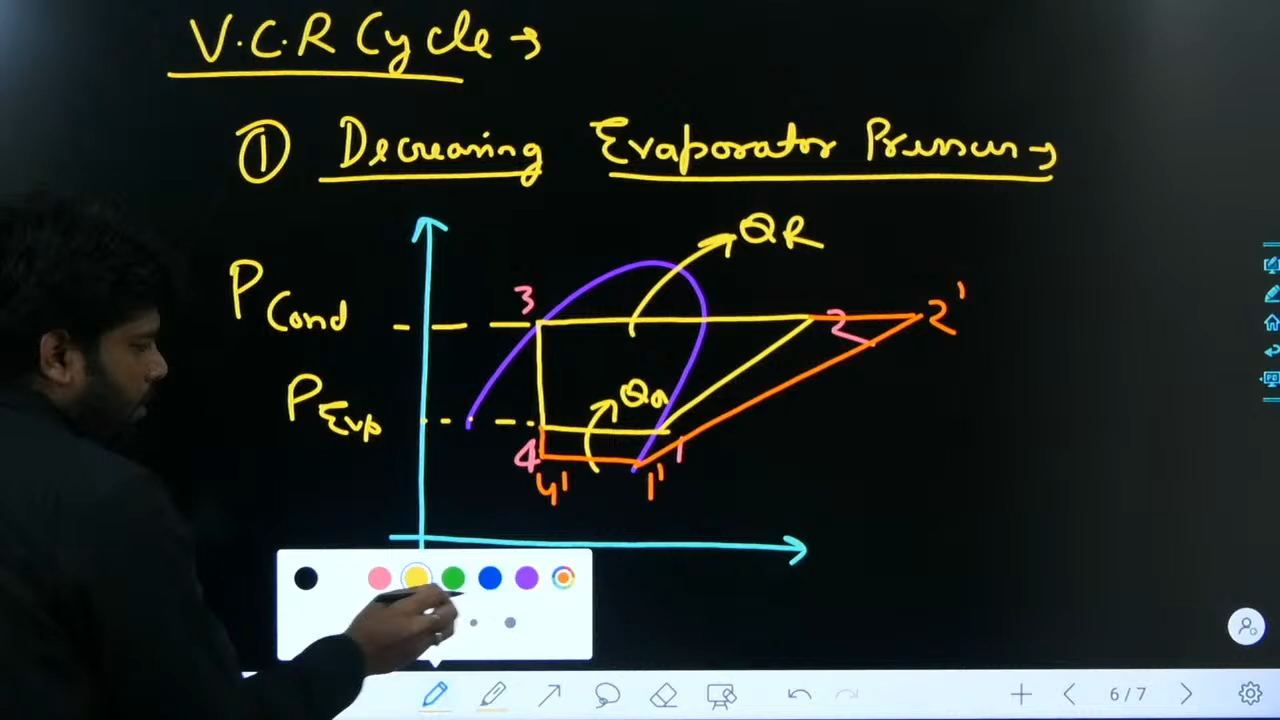 V.C.R Cycle →
① Decreasing Evaporator Pressure →
QR
P Cond
3
2
2'
P Evp
Qa
4
1
4'
1'
6 / 7